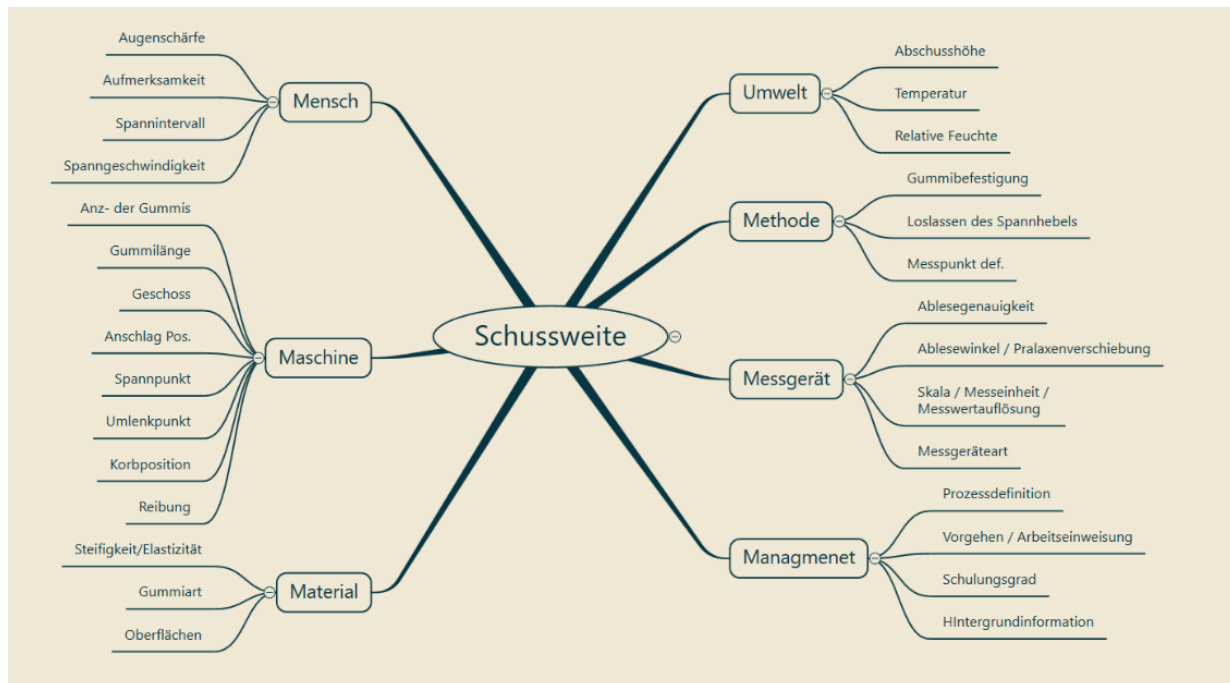 Schussweite
Mensch
Augenschärfe
Aufmerksamkeit
Spannintervall
Spanngeschwindigkeit
Maschine
Anz- der Gummis
Gummilänge
Geschoss
Anschlag Pos.
Spannpunkt
Umlenkpunkt
Korbposition
Reibung
Material
Steifigkeit/Elastizität
Gummiart
Oberflächen
Umwelt
Abschusshöhe
Temperatur
Relative Feuchte
Methode
Gummibefestigung
Loslassen des Spannhebels
Messpunkt def.
Messgerät
Ablesegenauigkeit
Ablesewinkel / Pralaxenverschiebung
Skala / Messeinheit /
Messwertauflösung
Messgeräteart
Managmenet
Prozessdefinition
Vorgehen / Arbeitseinweisung
Schulungsgrad
HIntergrundinformation